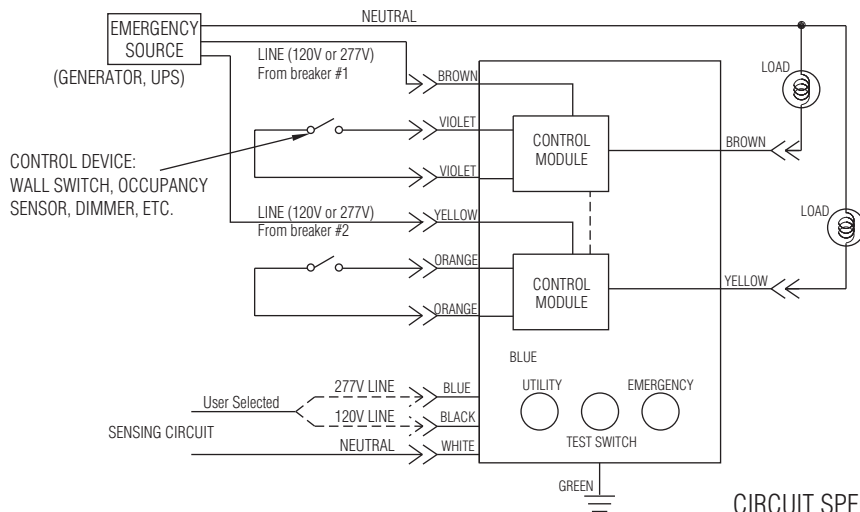 NEUTRAL
EMERGENCY
SOURCE
(GENERATOR, UPS)
LINE (120V or 277V)
From breaker #1
BROWN
LOAD
VIOLET
CONTROL
MODULE
BROWN
CONTROL DEVICE:
WALL SWITCH, OCCUPANCY
SENSOR, DIMMER, ETC.
VIOLET
LINE (120V or 277V)
From breaker #2
YELLOW
LOAD
ORANGE
CONTROL
MODULE
YELLOW
ORANGE
BLUE
277V LINE
BLUE
UTILITY
EMERGENCY
User Selected
120V LINE
BLACK
SENSING CIRCUIT
NEUTRAL
WHITE
TEST SWITCH
GREEN
CIRCUIT SPE